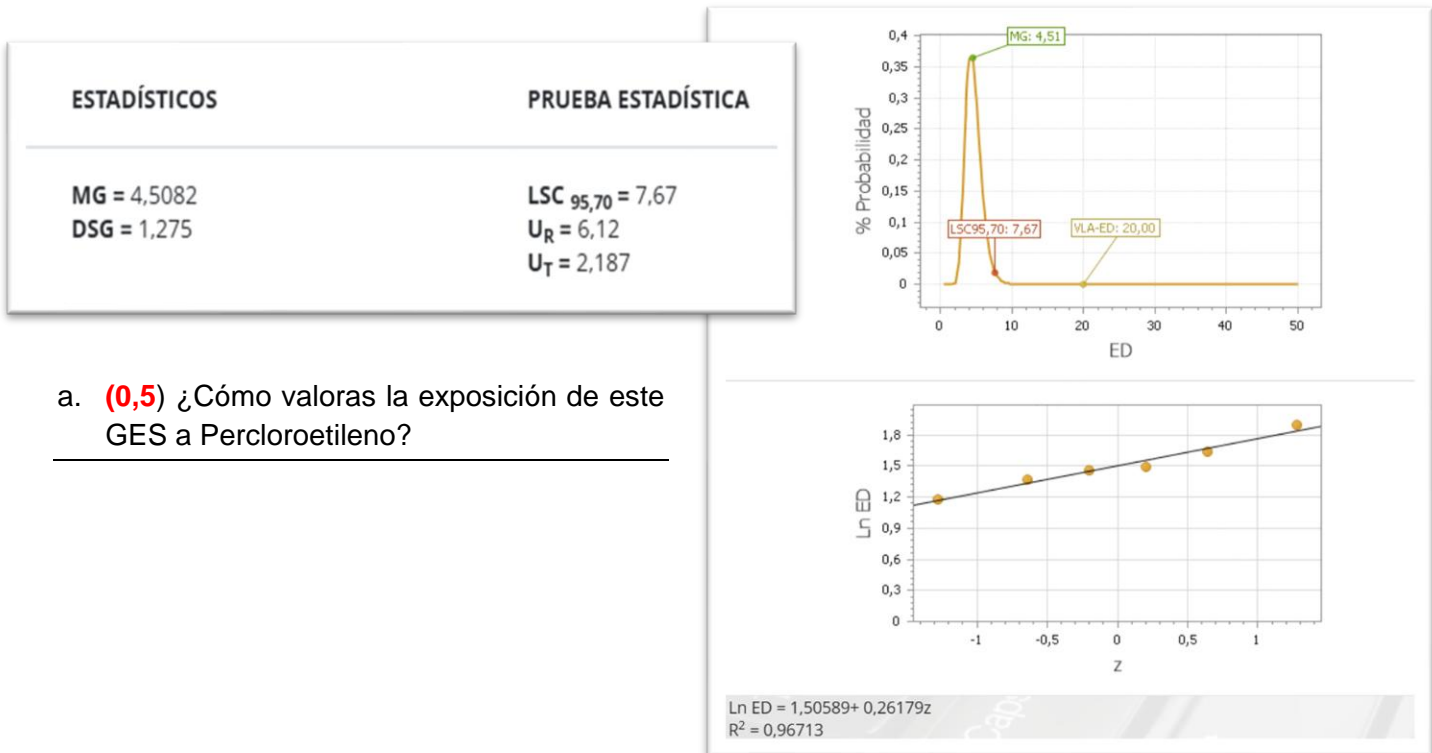 ESTADÍSTICOS
PRUEBA ESTADÍSTICA
MG = 4,5082
DSG = 1,275
LSC 95,70 = 7,67
UR = 6,12
UT = 2,187
a. (0,5) ¿Cómo valoras la exposición de este
GES a Percloroetileno?
% Probabilidad
0,4
0,35
0,3
0,25
0,2
0,15
0,1
0,05
0
MG: 4,51
LSC95,70: 7,67
VLA-ED: 20,00
0 10 20 30 40 50
ED
Ln ED
1,8
1,5
1,2
0,9
0,6
0,3
0
-1 -0,5 0 0,5 1
z
Ln ED = 1,50589+ 0,26179z
R² = 0,96713